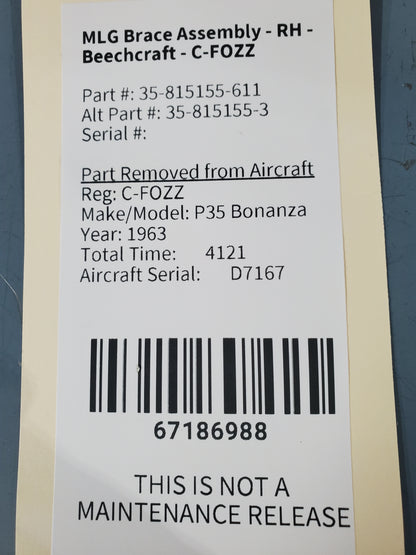 MLG Brace Assembly - RH -
Beechcraft - C-FOZZ
Part #: 35-815155-611
Alt Part #: 35-815155-3
Serial #:
Part Removed from Aircraft
Reg: C-FOZZ
Make/Model: P35 Bonanza
Year: 1963
Total Time: 4121
Aircraft Serial: D7167
67186988
THIS IS NOT A
MAINTENANCE RELEASE